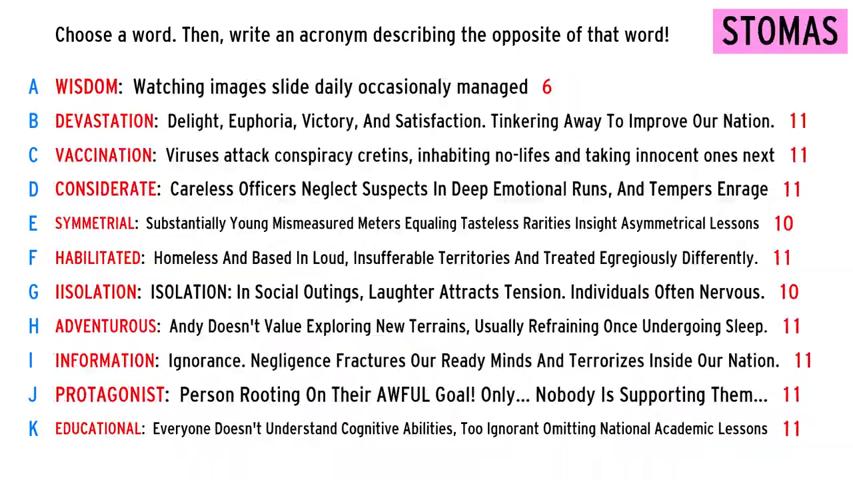 Choose a word. Then, write an acronym describing the opposite of that word!
STOMAS
A WISDOM: Watching images slide daily occasionaly managed 6
B DEVASTATION: Delight, Euphoria, Victory, And Satisfaction. Tinkering Away To Improve Our Nation. 11
C VACCINATION: Viruses attack conspiracy cretins, inhabiting no-lifes and taking innocent ones next 11
D CONSIDERATE: Careless Officers Neglect Suspects In Deep Emotional Runs, And Tempers Enrage 11
E SYMMETRIAL: Substantially Young Mismeasured Meters Equaling Tasteless Rarities Insight Asymmetrical Lessons 10
F HABILITATED: Homeless And Based In Loud, Insufferable Territories And Treated Egregiously Differently. 11
G IISOLATION: ISOLATION: In Social Outings, Laughter Attracts Tension. Individuals Often Nervous. 10
H ADVENTUROUS: Andy Doesn't Value Exploring New Terrains, Usually Refraining Once Undergoing Sleep. 11
I INFORMATION: Ignorance. Negligence Fractures Our Ready Minds And Terrorizes Inside Our Nation. 11
J PROTAGONIST: Person Rooting On Their AWFUL Goal! Only... Nobody Is Supporting Them... 11
K EDUCATIONAL: Everyone Doesn't Understand Cognitive Abilities, Too Ignorant Omitting National Academic Lessons 11